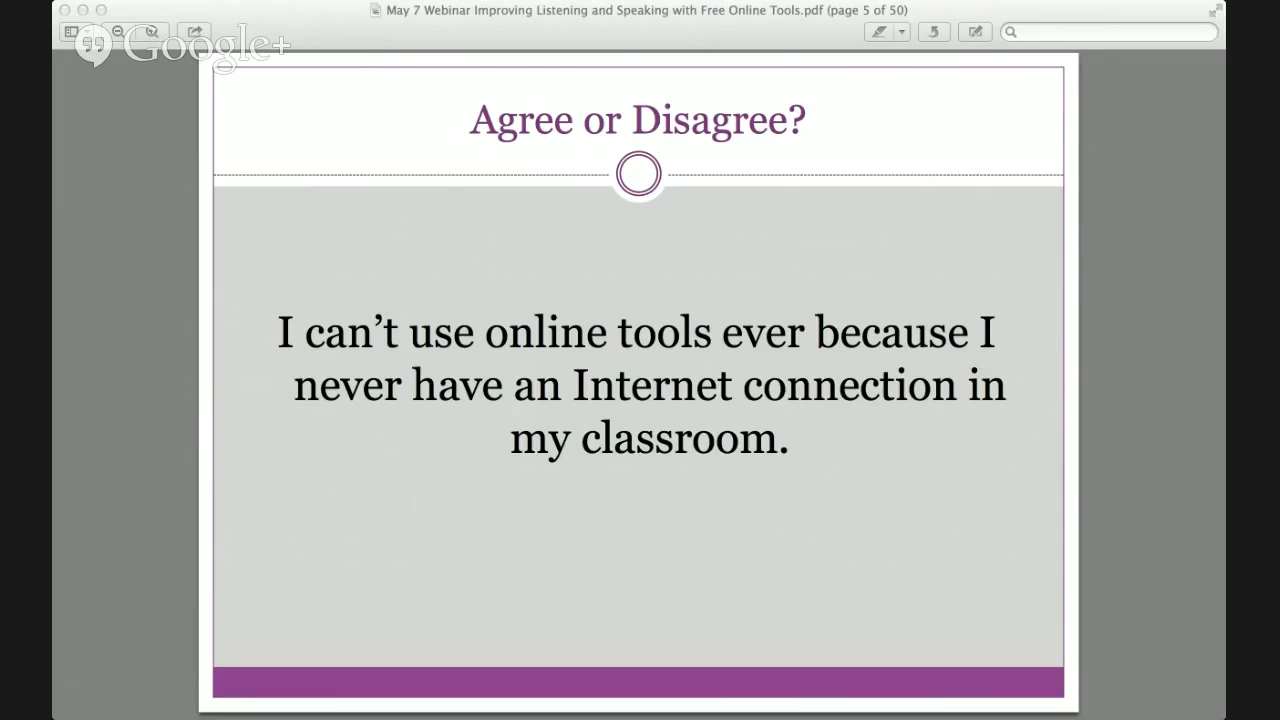 May 7 Webinar Improving Listening and Speaking with Free Online Tools.pdf (page 5 of 50)
Google+
Agree or Disagree?
I can’t use online tools ever because I
never have an Internet connection in
my classroom.